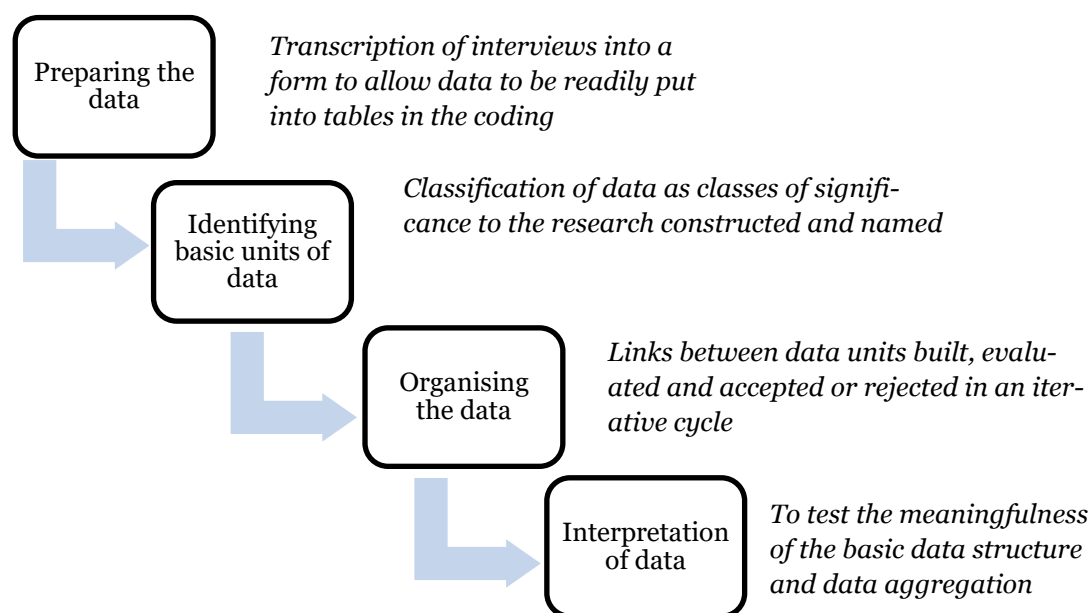 Preparing the
data
Transcription of interviews into a
form to allow data to be readily put
into tables in the coding
Identifying
basic units of
data
Classification of data as classes of signifi-
cance to the research constructed and named
Organising
the data
Links between data units built, evalu-
ated and accepted or rejected in an iter-
ative cycle
Interpretation
of data
To test the meaningfulness
of the basic data structure
and data aggregation